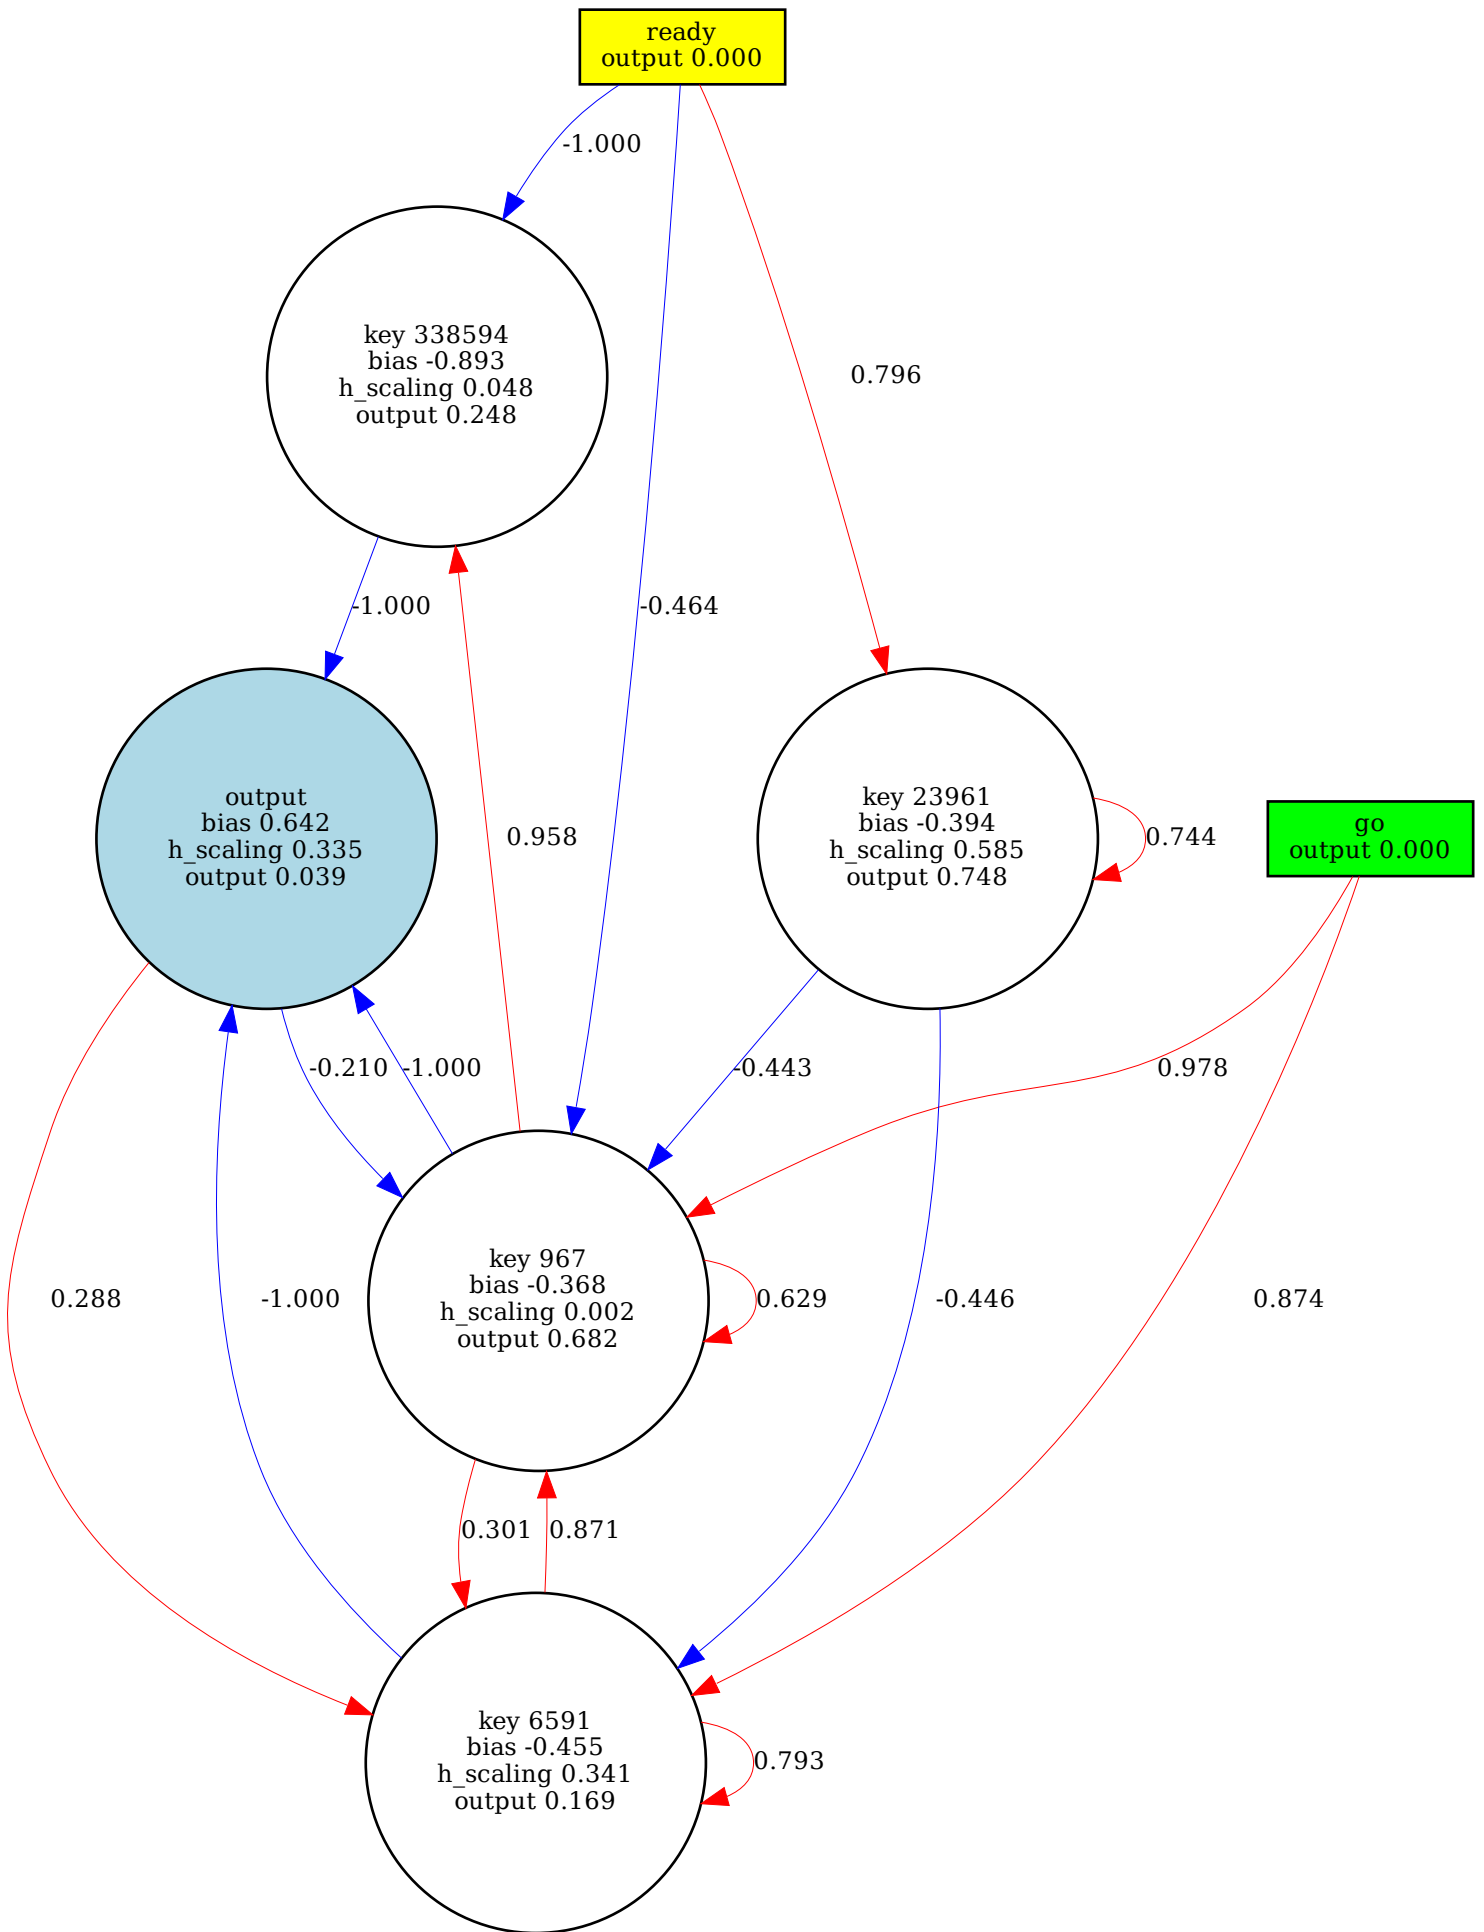 ready
output 0.000
-1.000
key 338594
bias -0.893
h_scaling 0.048
output 0.248
0.796
-1.000
-0.464
output
bias 0.642
h_scaling 0.335
output 0.039
0.958
key 23961
bias -0.394
h_scaling 0.585
output 0.748
0.744
go
output 0.000
-0.210
-1.000
-0.443
0.978
0.288
-1.000
key 967
bias -0.368
h_scaling 0.002
output 0.682
0.629
-0.446
0.874
0.301
0.871
key 6591
bias -0.455
h_scaling 0.341
output 0.169
0.793